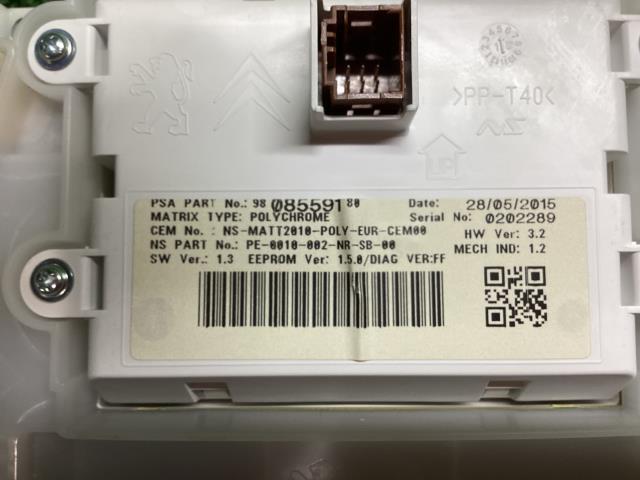 >PP-T40<
UP
PSA PART No.: 98 08559180 Date: 28/05/2015
MATRIX TYPE: POLYCHROME Serial No: 0202289
CEM No.: NS-MATT2010-POLY-EUR-CEM00 HW Ver: 3.2
NS PART No.: PE-0010-002-NR-SB-00 MECH IND: 1.2
SW Ver.: 1.3 EEPROM Ver: 1.5.0/DIAG VER:FF